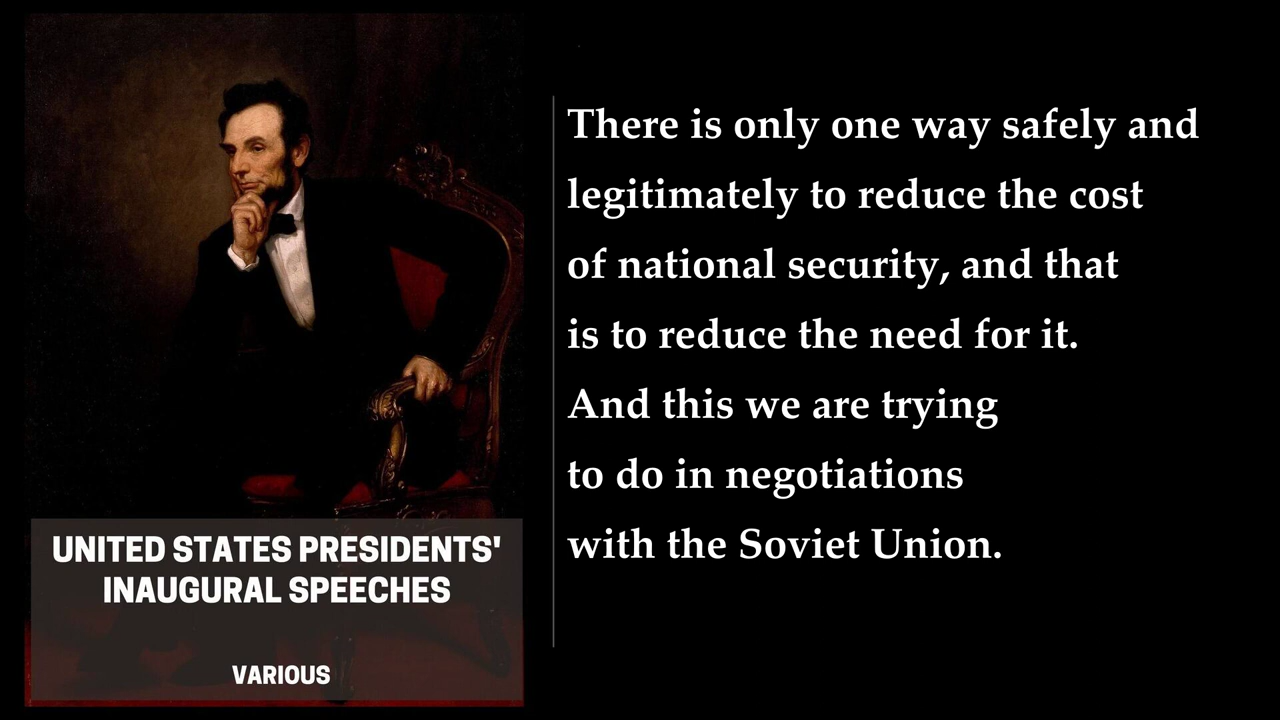 There is only one way safely and
legitimately to reduce the cost
of national security, and that
is to reduce the need for it.
And this we are trying
to do in negotiations
with the Soviet Union.
UNITED STATES PRESIDENTS'
INAUGURAL SPEECHES
VARIOUS